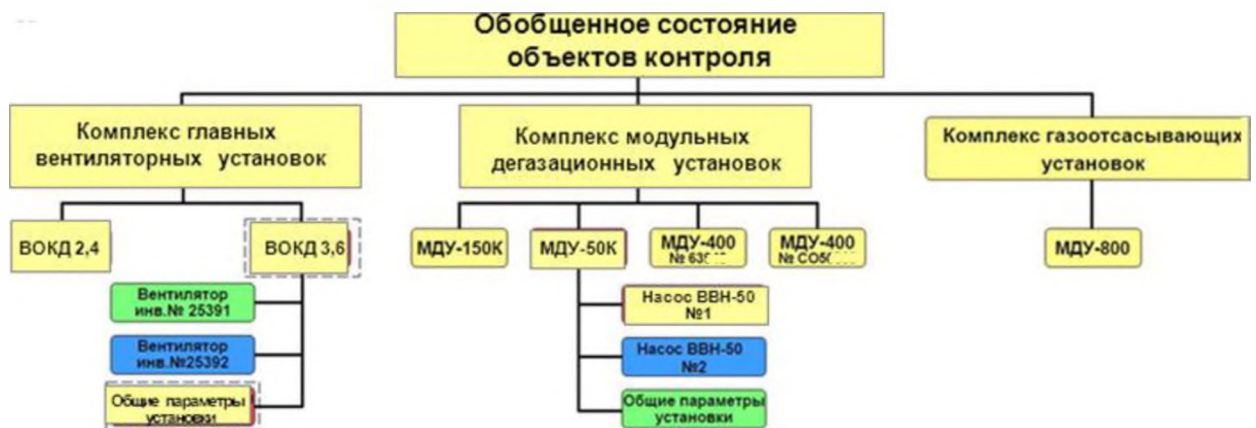 Обобщенное состояние
объектов контроля
Комплекс главных
вентиляторных установок
Комплекс модульных
дегазационных установок
Комплекс газоотсасывающих
установок
ВОКД 2,4
ВОКД 3,6
МДУ-150К
МДУ-50К
МДУ-400
№
МДУ-400
№
МДУ-800
Вентилятор
инв.№ 25391
Вентилятор
инв.№25392
Общие параметры
установки
Насос ВВН-50
№1
Насос ВВН-50
№2
Общие параметры
установки